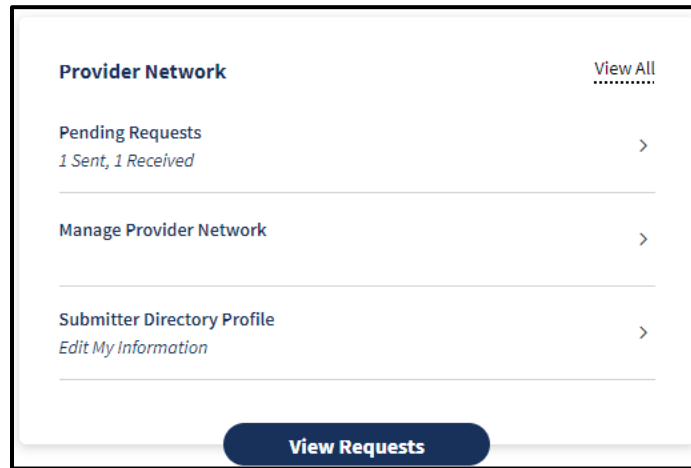 Provider Network
View All
Pending Requests
1 Sent, 1 Received
Manage Provider Network
Submitter Directory Profile
Edit My Information
View Requests